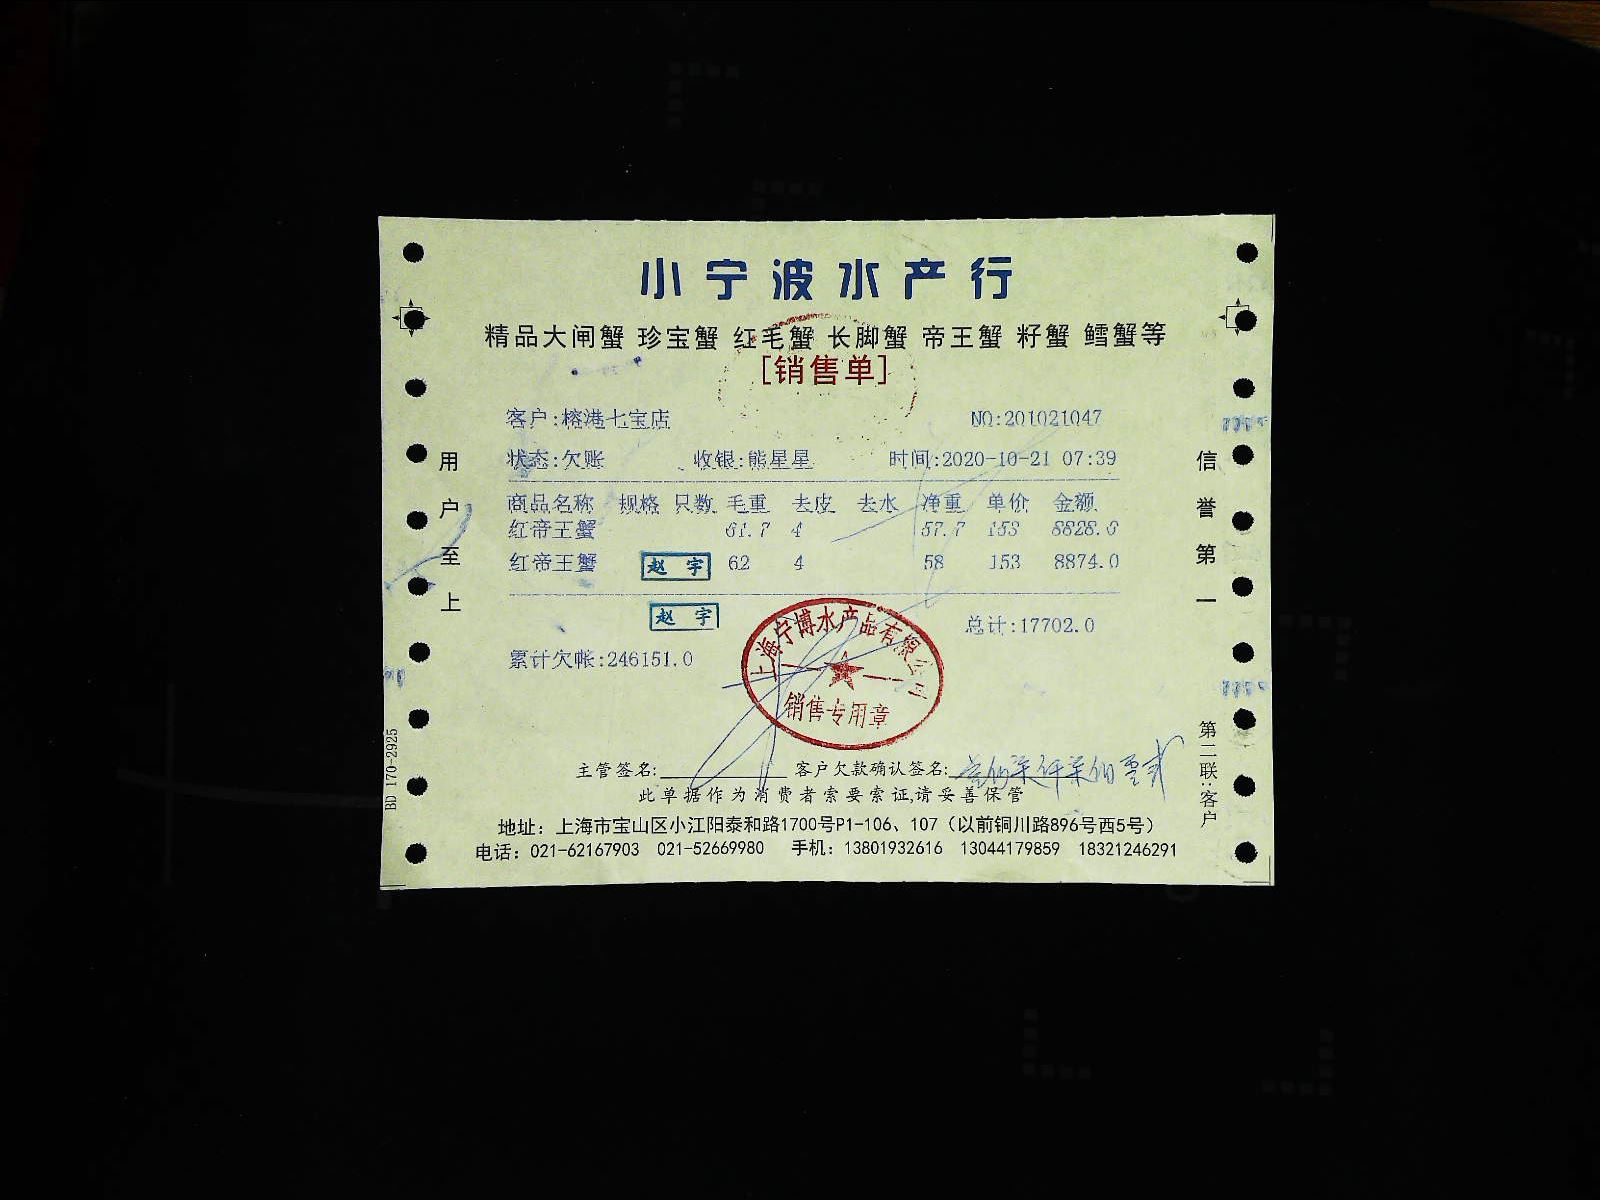 小宁波水产行
精品大闸蟹 珍宝蟹 红毛蟹 长脚蟹 帝王蟹 籽蟹 鳕蟹等
[销售单]
客户:榕港七宝店 NO:201021047
状态:欠账 收银:熊星星 时间:2020-10-21 07:39
商品名称 规格 只数 毛重 去皮 去水 净重 单价 金额
红帝王蟹 61.7 4 57.7 153 8828.0
红帝王蟹 62 4 58 153 8874.0
赵宇
赵宇
总计:17702.0
累计欠帐:246151.0
上海宁博水产品有限公司
销售专用章
主管签名: 客户欠款确认签名:
此单据作为消费者索要索证,请妥善保管
地址：上海市宝山区小江阳泰和路1700号P1-106、107（以前铜川路896号西5号）
电话：021-62167903 021-52669980 手机：13801932616 13044179859 18321246291
用户至上
信誉第一
第二联:客户
BD 170-2925